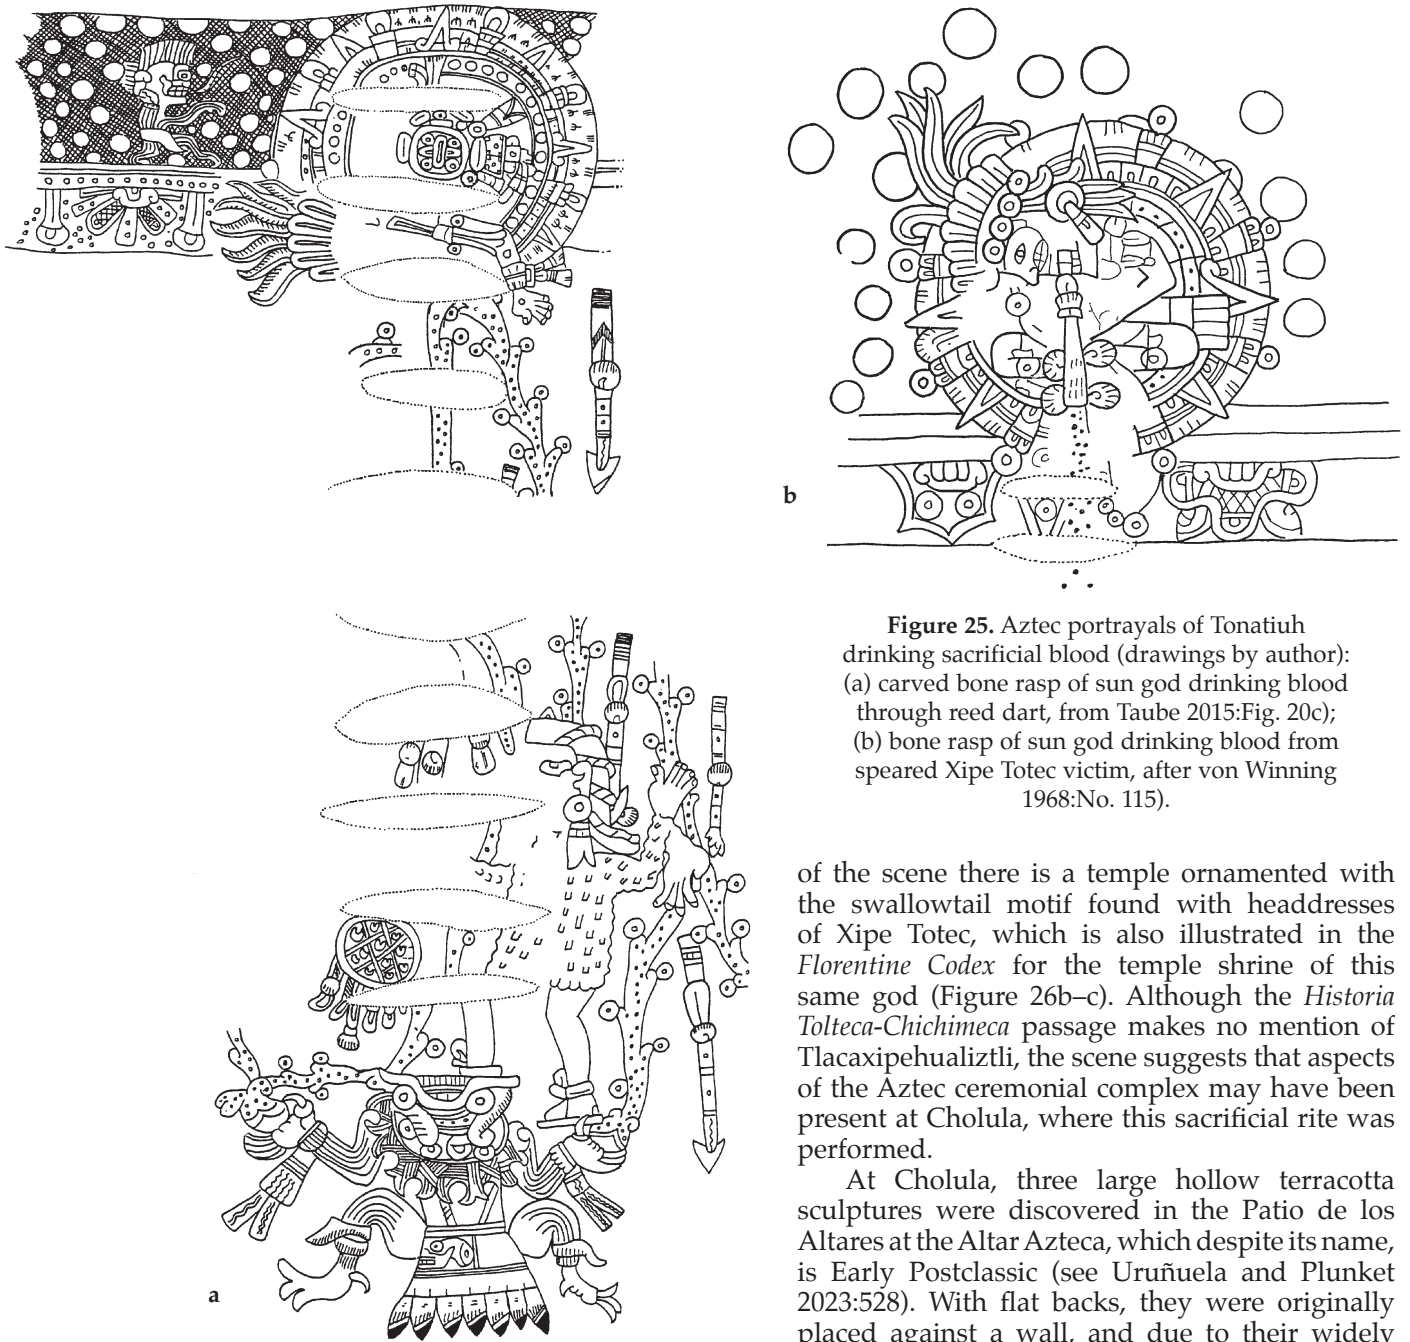 b
Figure 25. Aztec portrayals of Tonatiuh
drinking sacrificial blood (drawings by author):
(a) carved bone rasp of sun god drinking blood
through reed dart, from Taube 2015:Fig. 20c);
(b) bone rasp of sun god drinking blood from
speared Xipe Totec victim, after von Winning
1968:No. 115).
a
of the scene there is a temple ornamented with
the swallowtail motif found with headdresses
of Xipe Totec, which is also illustrated in the
Florentine Codex for the temple shrine of this
same god (Figure 26b–c). Although the Historia
Tolteca-Chichimeca passage makes no mention of
Tlacaxipehualiztli, the scene suggests that aspects
of the Aztec ceremonial complex may have been
present at Cholula, where this sacrificial rite was
performed.
At Cholula, three large hollow terracotta
sculptures were discovered in the Patio de los
Altares at the Altar Azteca, which despite its name,
is Early Postclassic (see Uruñuela and Plunket
2023:528). With flat backs, they were originally
placed against a wall, and due to their widely